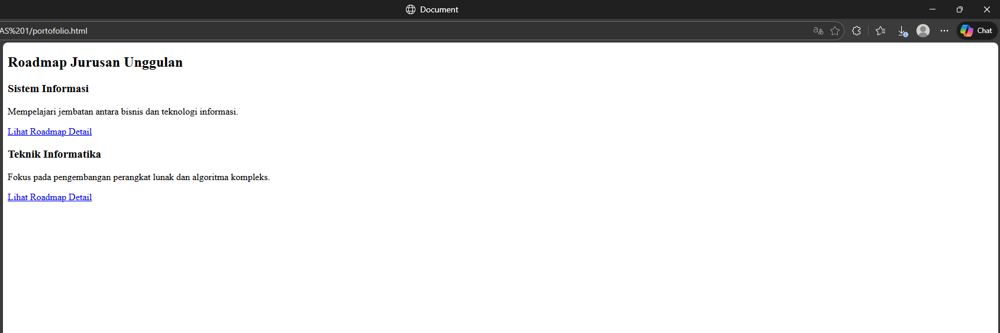 Document
AS%201/portofolio.html
Chat
Roadmap Jurusan Unggulan
Sistem Informasi
Mempelajari jembatan antara bisnis dan teknologi informasi.
Lihat Roadmap Detail
Teknik Informatika
Fokus pada pengembangan perangkat lunak dan algoritma kompleks.
Lihat Roadmap Detail